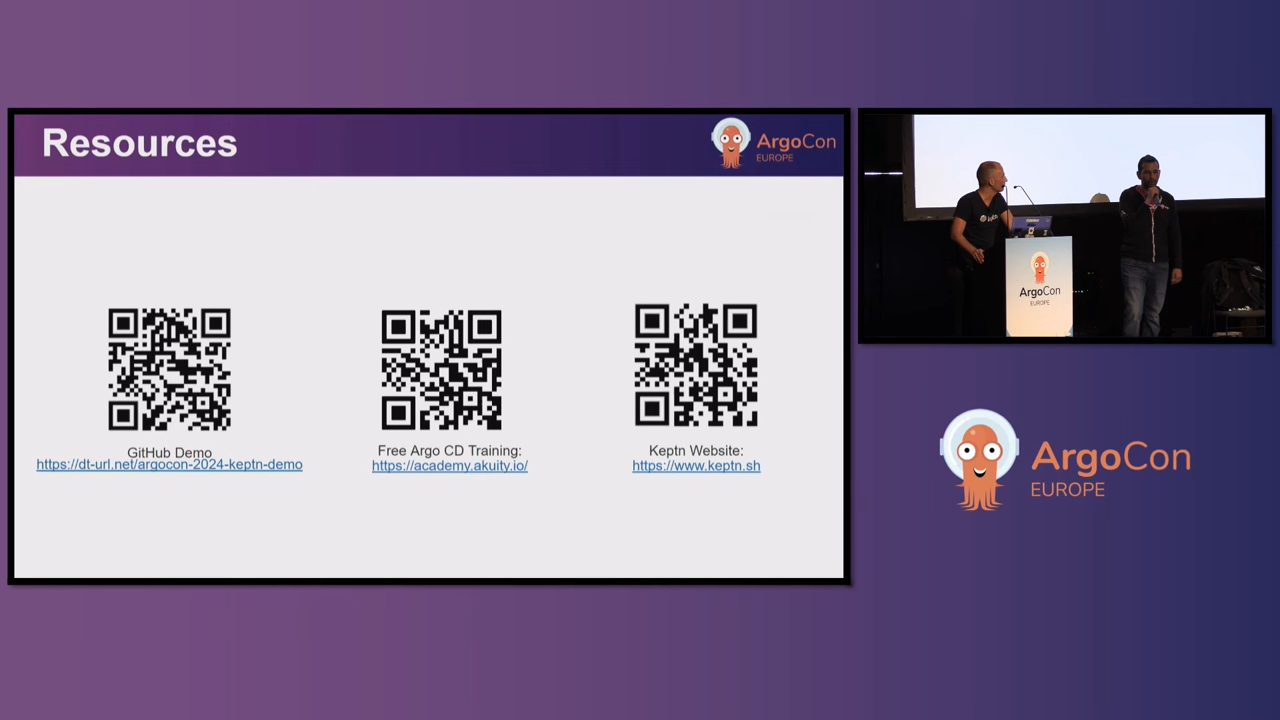 Resources
ArgoCon
EUROPE
GitHub Demo
https://dt-url.net/argocon-2024-keptn-demo
Free Argo CD Training:
https://academy.akuity.io/
Keptn Website:
https://www.keptn.sh
ArgoCon
EUROPE
ArgoCon
EUROPE